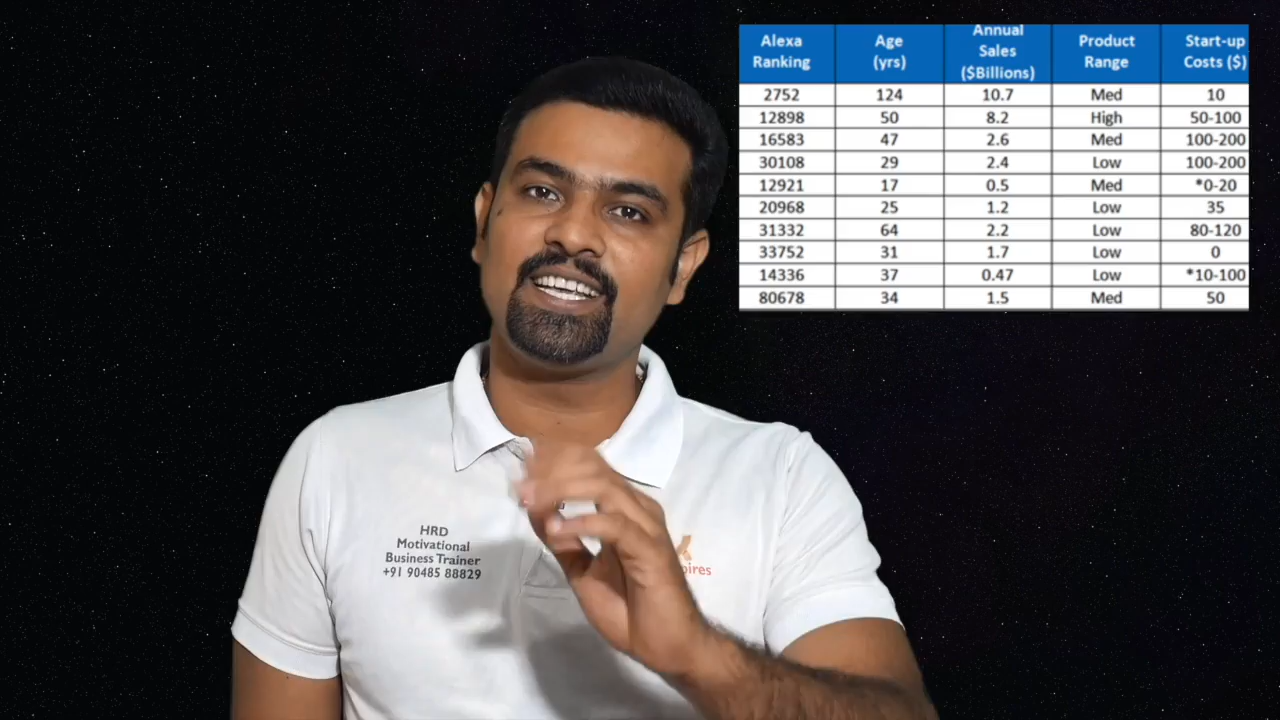 Alexa Ranking | Age (yrs) | Annual Sales ($Billions) | Product Range | Start-up Costs ($)
2752 | 124 | 10.7 | Med | 10
12898 | 50 | 8.2 | High | 50-100
16583 | 47 | 2.6 | Med | 100-200
30108 | 29 | 2.4 | Low | 100-200
12921 | 17 | 0.5 | Med | *0-20
20968 | 25 | 1.2 | Low | 35
31332 | 64 | 2.2 | Low | 80-120
33752 | 31 | 1.7 | Low | 0
14336 | 37 | 0.47 | Low | *10-100
80678 | 34 | 1.5 | Med | 50
HRD
Motivational
Business Trainer
+91 90485 88829